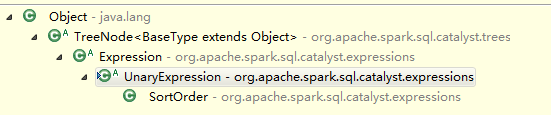 Object - java.lang
TreeNode<BaseType extends Object> - org.apache.spark.sql.catalyst.trees
Expression - org.apache.spark.sql.catalyst.expressions
UnaryExpression - org.apache.spark.sql.catalyst.expressions
SortOrder - org.apache.spark.sql.catalyst.expressions